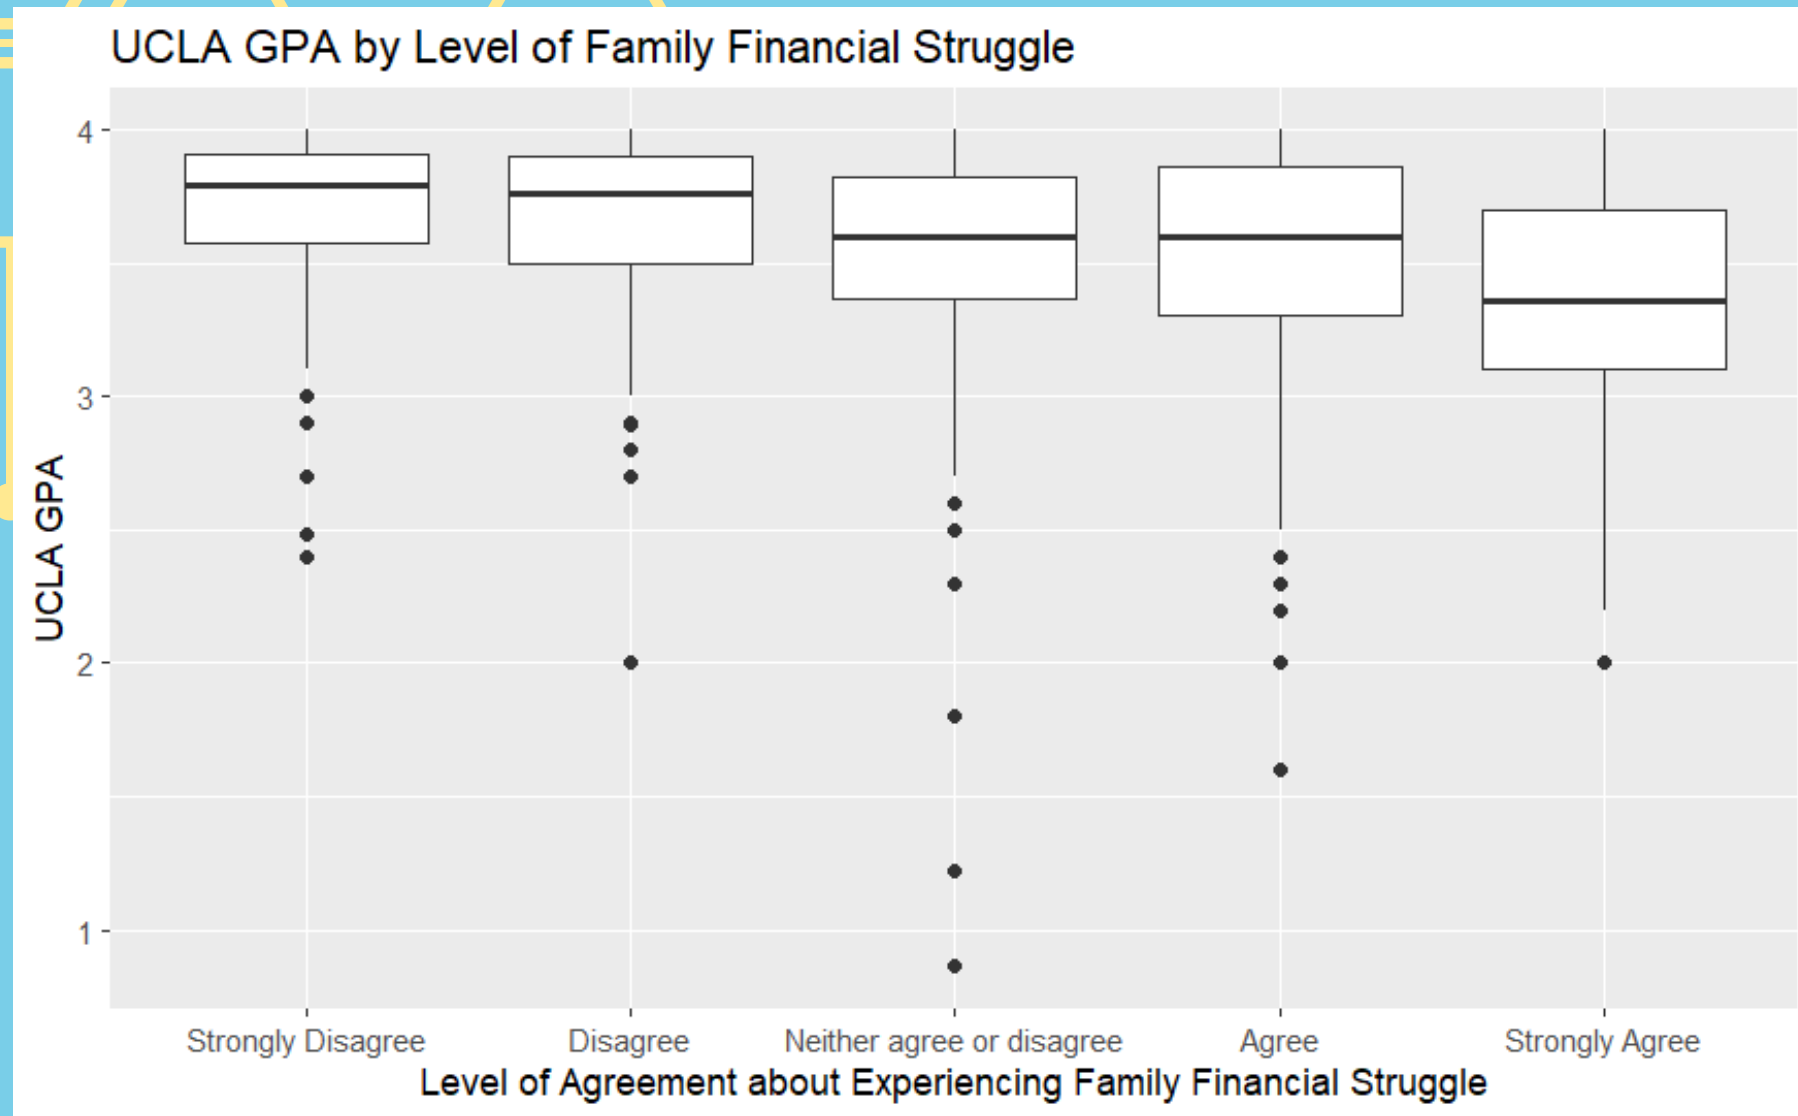 UCLA GPA by Level of Family Financial Struggle
4
3
2
1
UCLA GPA
Strongly Disagree
Disagree
Neither agree or disagree
Agree
Strongly Agree
Level of Agreement about Experiencing Family Financial Struggle